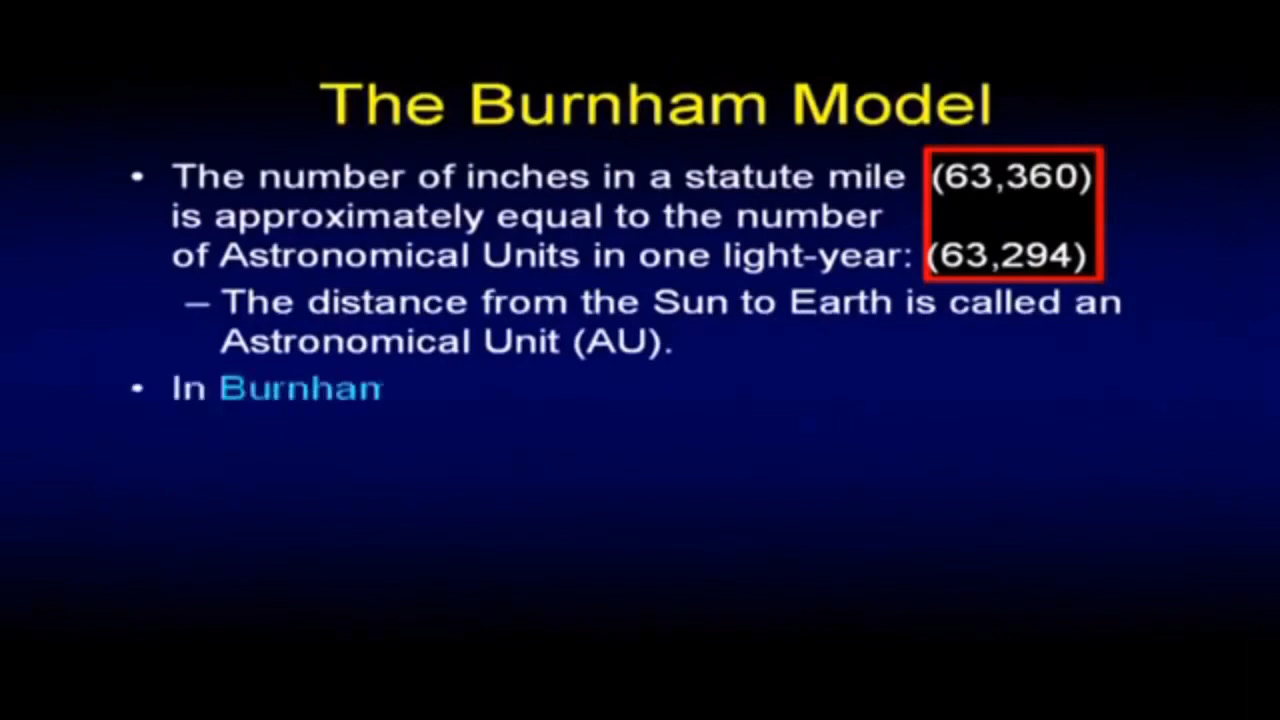 The Burnham Model
• The number of inches in a statute mile (63,360)
is approximately equal to the number
of Astronomical Units in one light-year: (63,294)
– The distance from the Sun to Earth is called an
Astronomical Unit (AU).
• In Burnham